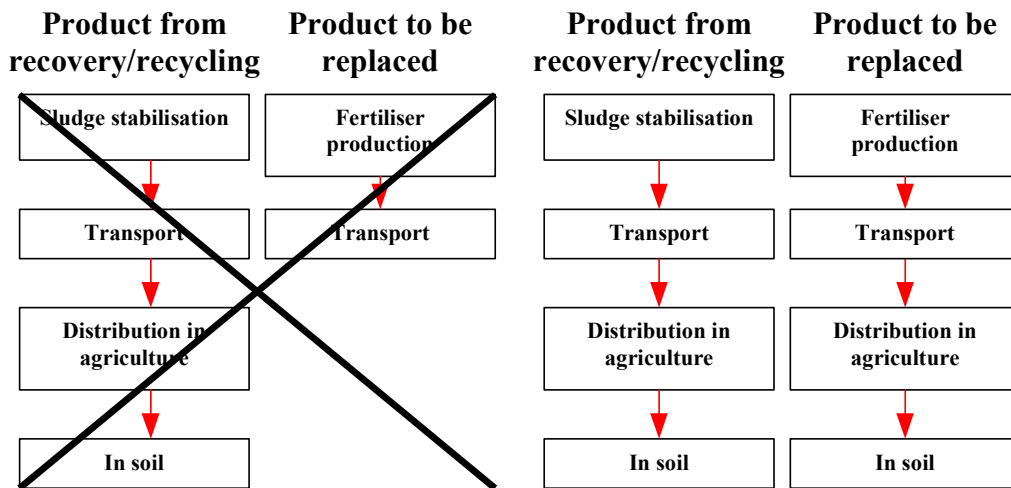 Product from
recovery/recycling
Product to be
replaced
Sludge stabilisation
Fertiliser
production
Transport
Transport
Distribution in
agriculture
In soil
Product from
recovery/recycling
Product to be
replaced
Sludge stabilisation
Fertiliser
production
Transport
Transport
Distribution in
agriculture
Distribution in
agriculture
In soil
In soil